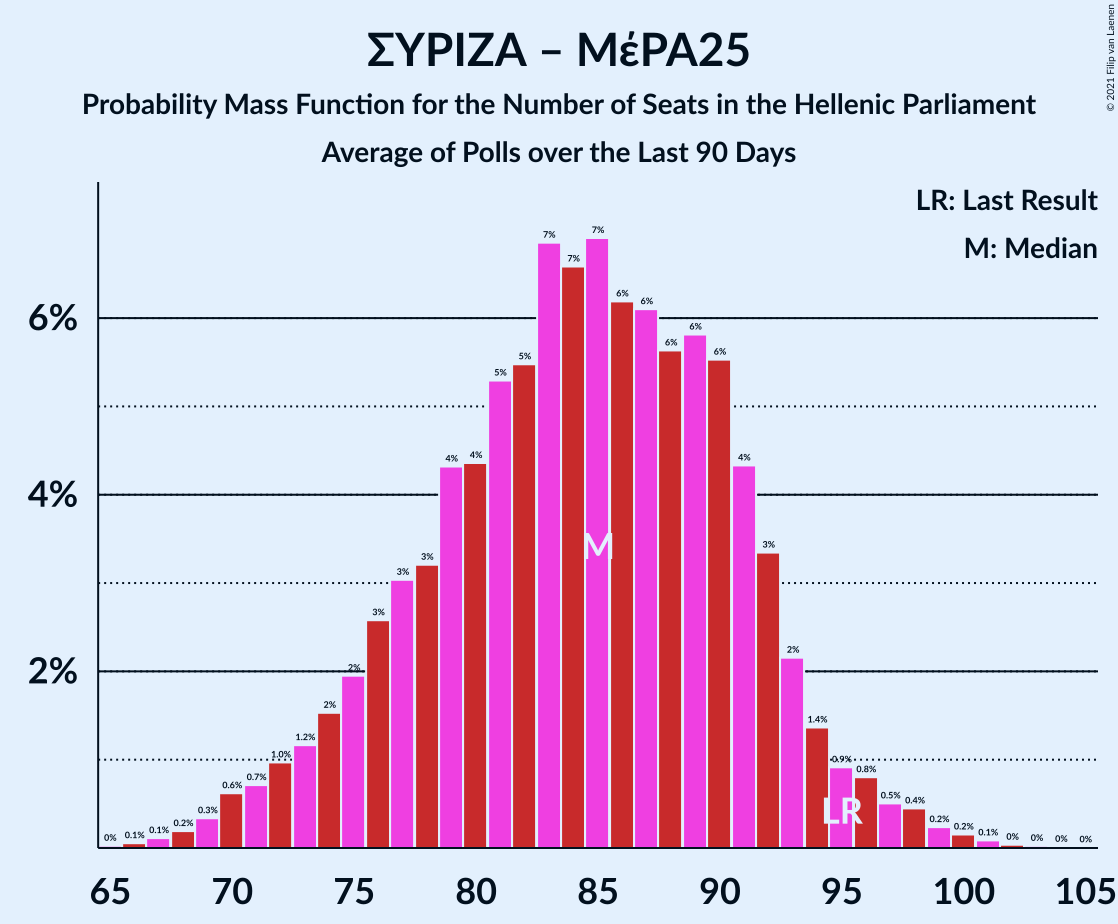 ΣΥΡΙΖΑ – ΜέΡΑ25
Probability Mass Function for the Number of Seats in the Hellenic Parliament
Average of Polls over the Last 90 Days
© 2021 Filip van Laenen
LR: Last Result
M: Median
6%
4%
2%
0% 0.1% 0.1% 0.2% 0.3% 0.6% 0.7% 1.0% 1.2% 2% 2% 3% 3% 3% 4% 4% 5% 5% 7% 7% 7% 6% 6% 6% 6% 6% 4% 3% 2% 1.4% 0.9% 0.8% 0.5% 0.4% 0.2% 0.2% 0.1% 0% 0% 0% 0%
M
LR
65 70 75 80 85 90 95 100 105